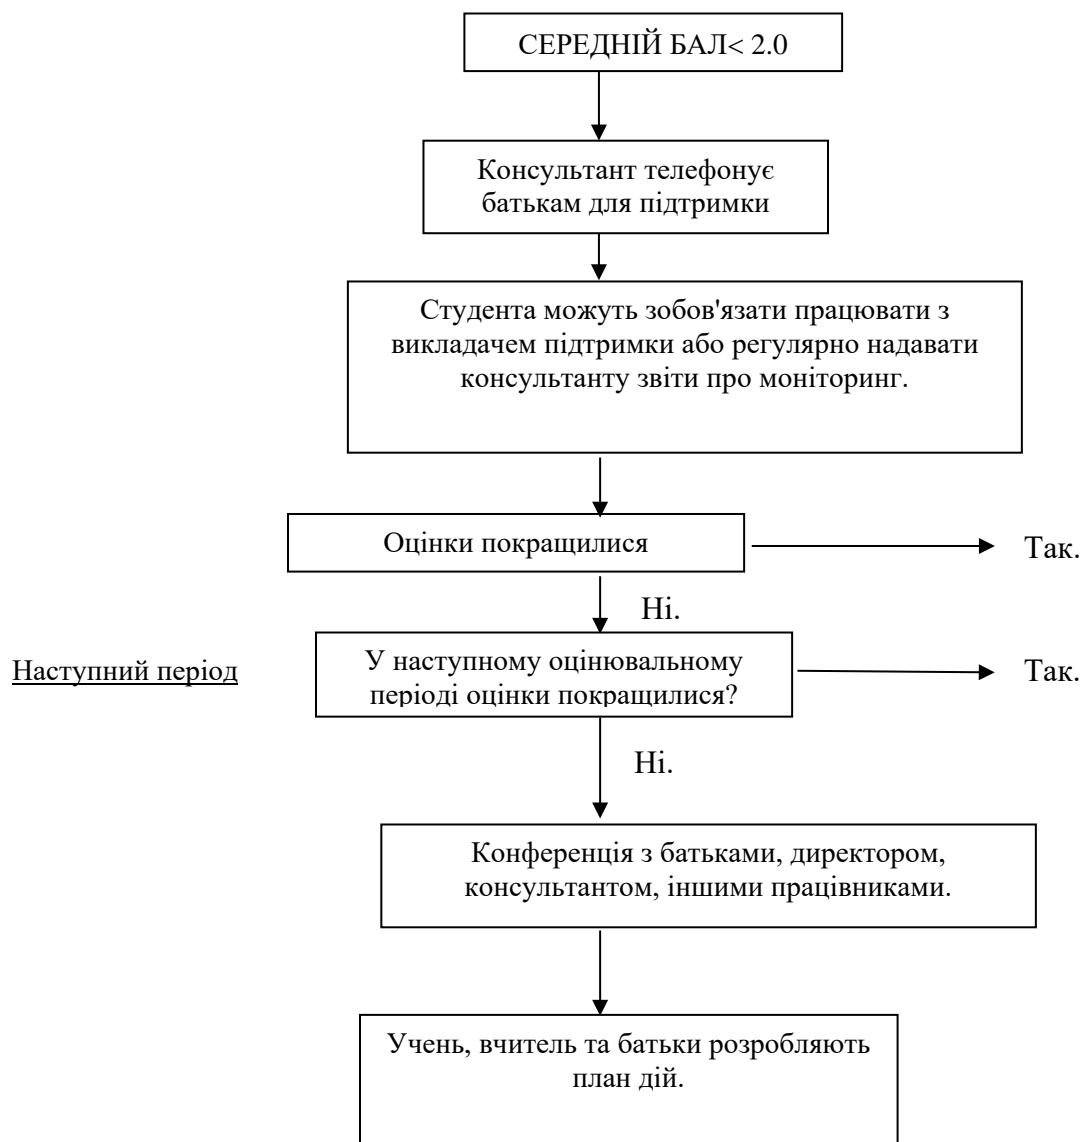 СЕРЕДНІЙ БАЛ< 2.0
Консультант телефонує
батькам для підтримки
Студента можуть зобов'язати працювати з
викладачем підтримки або регулярно надавати
консультанту звіти про моніторинг.
Оцінки покращилися
Так.
Ні.
Наступний період
У наступному оцінювальному
періоді оцінки покращилися?
Так.
Ні.
Конференція з батьками, директором,
консультантом, іншими працівниками.
Учень, вчитель та батьки розробляють
план дій.